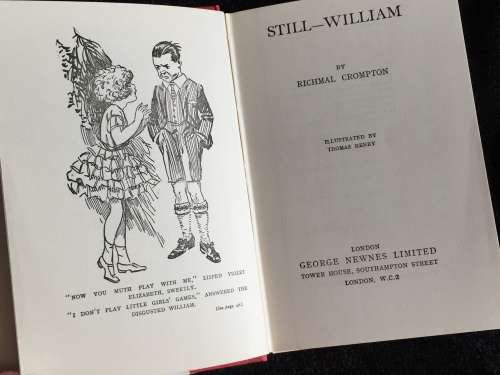 "NOW YOU MUTH PLAY WITH ME," LISPED VIOLET
ELIZABETH, SWEETLY.
"I DON'T PLAY LITTLE GIRLS' GAMES," ANSWERED THE
DISGUSTED WILLIAM.
(See page
STILL—WILLIAM
BY
RICHMAL CROMPTON
ILLUSTRATED BY
THOMAS HENRY
LONDON
GEORGE NEWNES LIMITED
TOWER HOUSE, SOUTHAMPTON STREET
LONDON, W.C.2